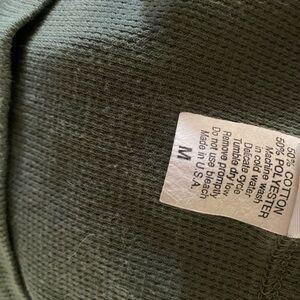 50% COTTON
50% POLYESTER
Machine wash
in cold water
Delicate cycle
Tumble dry low
Remove promptly
Do not use bleach
Made in U.S.A.
M